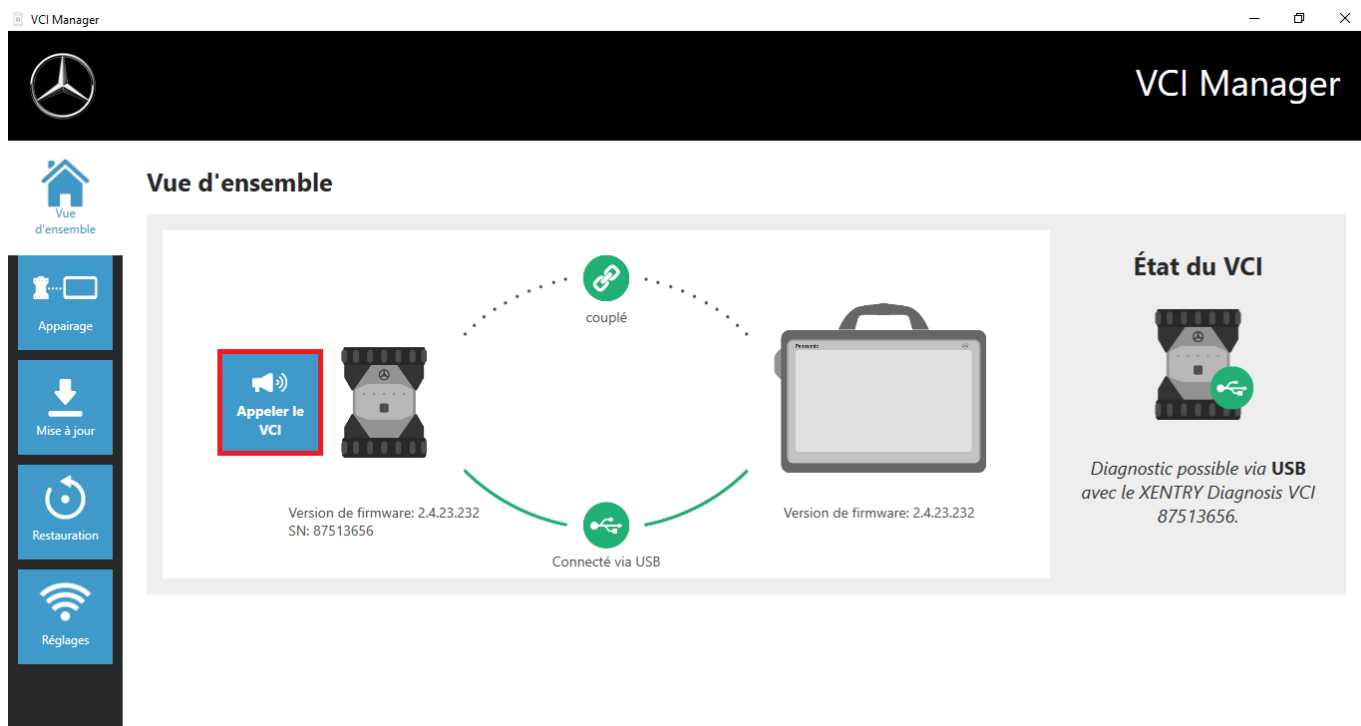 VCI Manager
VCI Manager
Vue
d'ensemble
Appairage
Mise à jour
Restauration
Réglages
Vue d'ensemble
couplé
Appeler le
VCI
Panasonic
Version de firmware: 2.4.23.232
SN: 87513656
Connecté via USB
Version de firmware: 2.4.23.232
État du VCI
Diagnostic possible via USB
avec le XENTRY Diagnosis VCI
87513656.